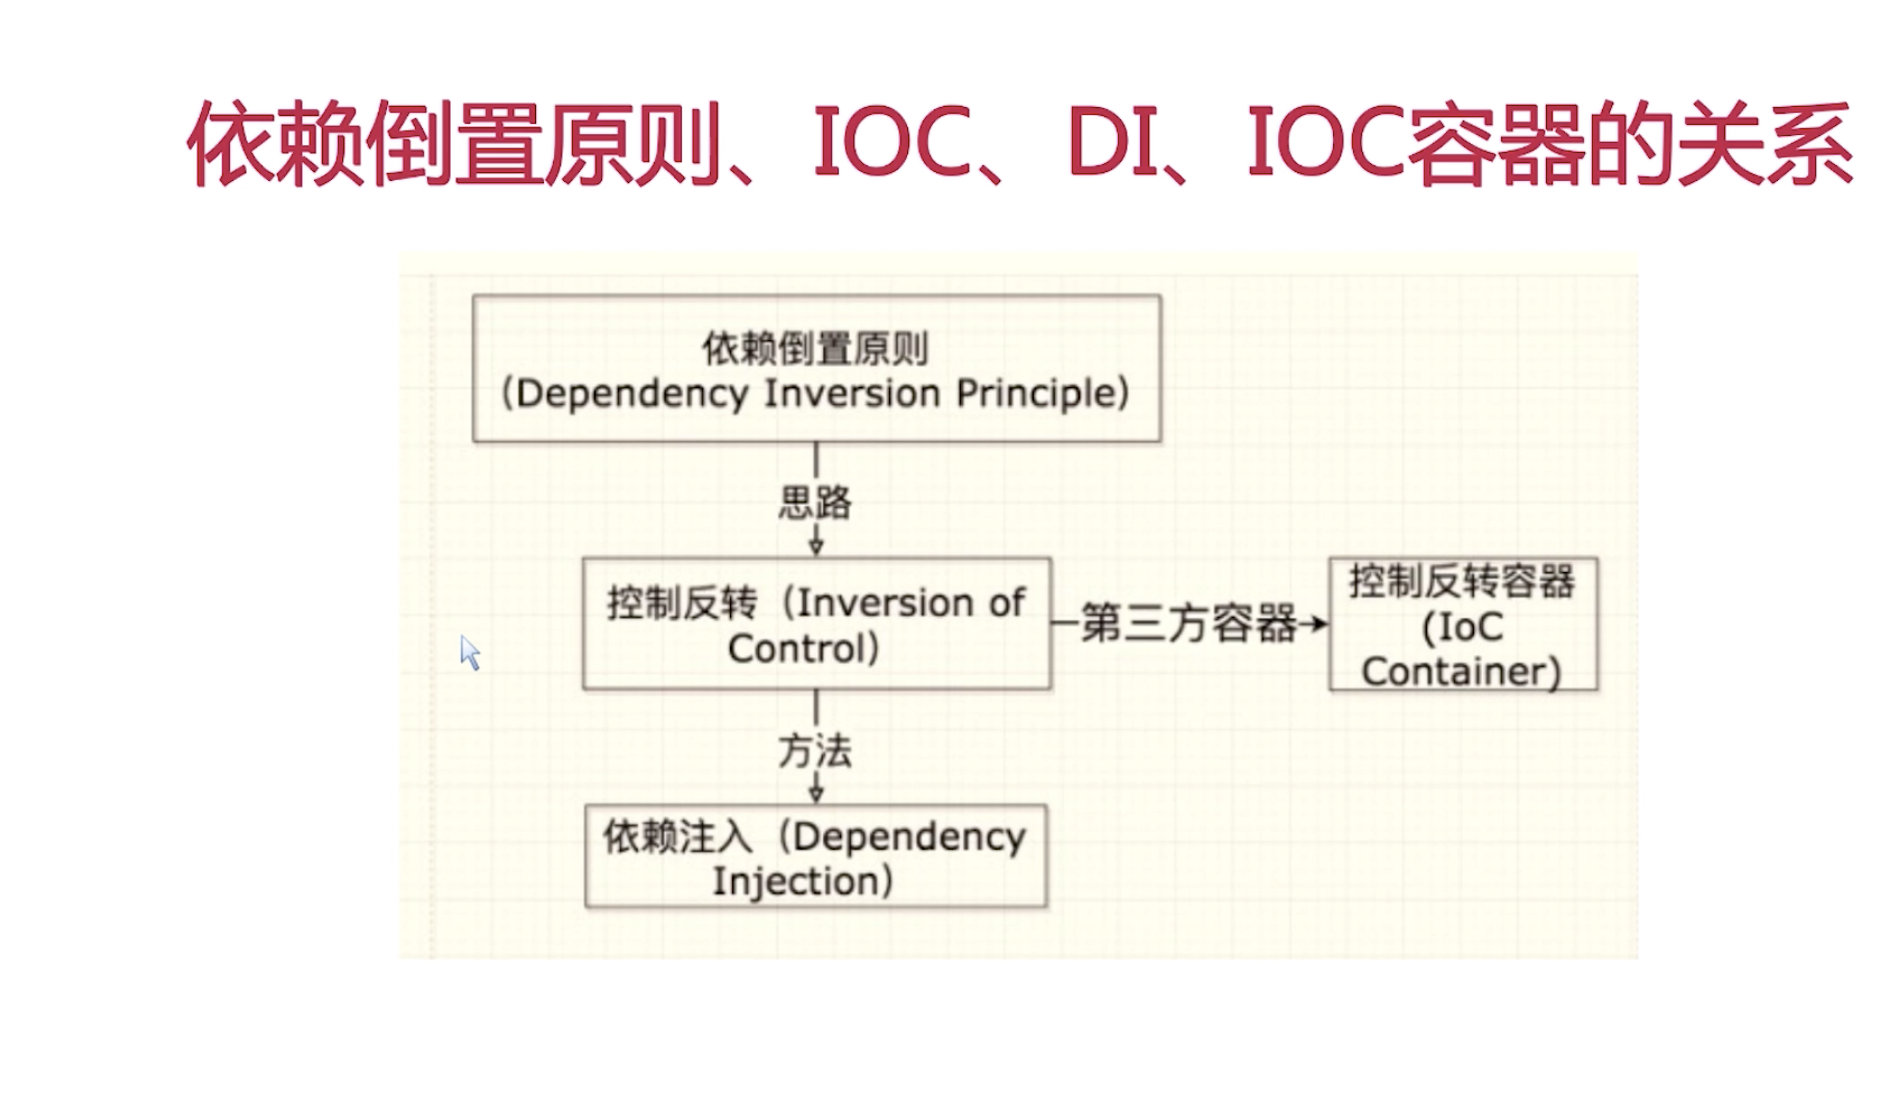 依赖倒置原则、IOC、DI、IOC容器的关系
依赖倒置原则
(Dependency Inversion Principle)
思路
控制反转（Inversion of
Control)
第三方容器
控制反转容器
(IoC
Container)
方法
依赖注入（Dependency
Injection)